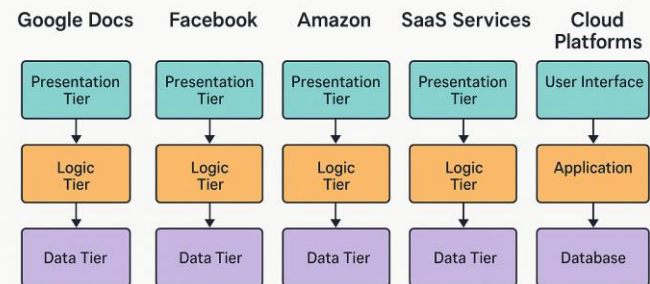 Google Docs
Facebook
Amazon
SaaS Services
Cloud
Platforms
Presentation
Tier
Presentation
Tier
Presentation
Tier
Presentation
Tier
User Interface
Logic
Tier
Logic
Tier
Logic
Tier
Logic
Tier
Application
Data Tier
Data Tier
Data Tier
Data Tier
Database